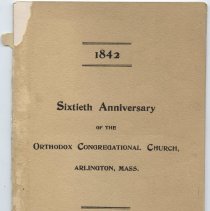 1842
Sixtieth Anniversary
OF THE
ORTHODOX CONGREGATIONAL CHURCH,
ARLINGTON, MASS.